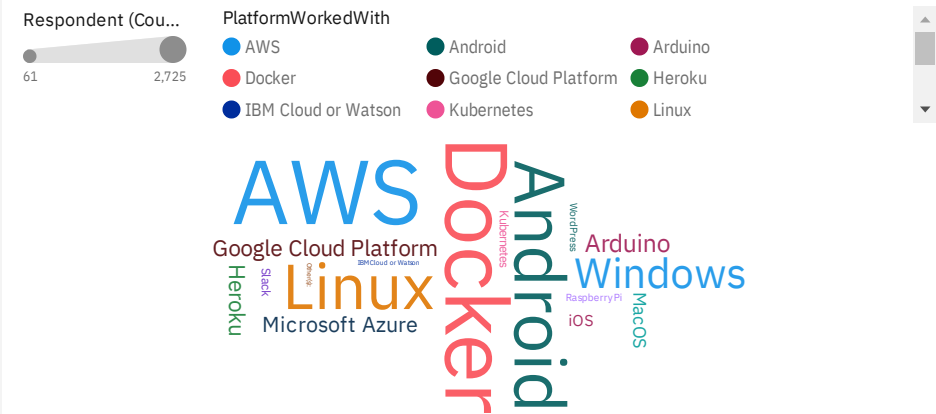 Respondent (Cou...
61
2,725
PlatformWorkedWith
AWS
Android
Arduino
Docker
Google Cloud Platform
Heroku
IBM Cloud or Watson
Kubernetes
Linux
AWS
Docker
Android
Kubernetes
WordPress
Google Cloud Platform
Arduino
IBM Cloud or Watson
Windows
Heroku
Slack
Linux
RaspberryPi
MacOS
Microsoft Azure
iOS